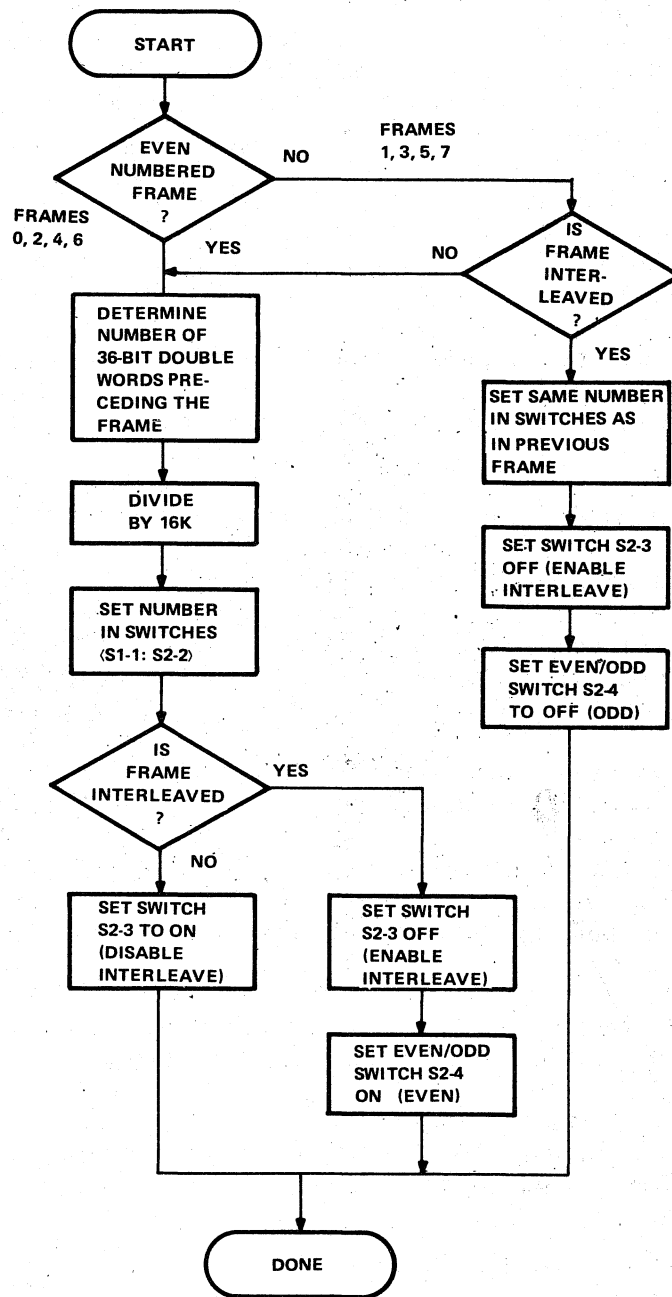 START
EVEN
NUMBERED
FRAME
?
NO
FRAMES
1, 3, 5, 7
FRAMES
0, 2, 4, 6
YES
IS
FRAME
INTER-
LEAVED
?
NO
YES
DETERMINE
NUMBER OF
36-BIT DOUBLE
WORDS PRE-
CEDING THE
FRAME
SET SAME NUMBER
IN SWITCHES AS
IN PREVIOUS
FRAME
DIVIDE
BY 16K
SET SWITCH S2-3
OFF (ENABLE
INTERLEAVE)
SET NUMBER
IN SWITCHES
⟨S1-1: S2-2⟩
SET EVEN/ODD
SWITCH S2-4
TO OFF (ODD)
IS
FRAME
INTERLEAVED
?
YES
NO
SET SWITCH
S2-3 TO ON
(DISABLE
INTERLEAVE)
SET SWITCH
S2-3 OFF
(ENABLE
INTERLEAVE)
SET EVEN/ODD
SWITCH S2-4
ON (EVEN)
DONE